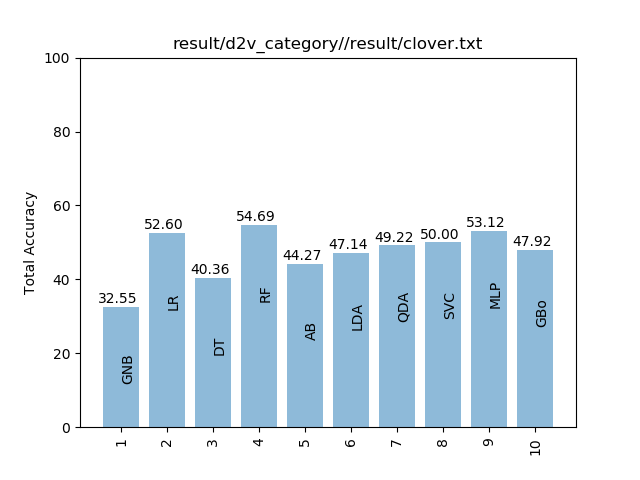 result/d2v_category//result/clover.txt
Total Accuracy
100
80
60
40
20
0
32.55
52.60
40.36
54.69
44.27
47.14
49.22
50.00
53.12
47.92
GNB
LR
DT
RF
AB
LDA
QDA
SVC
MLP
GBo
1
2
3
4
5
6
7
8
9
10